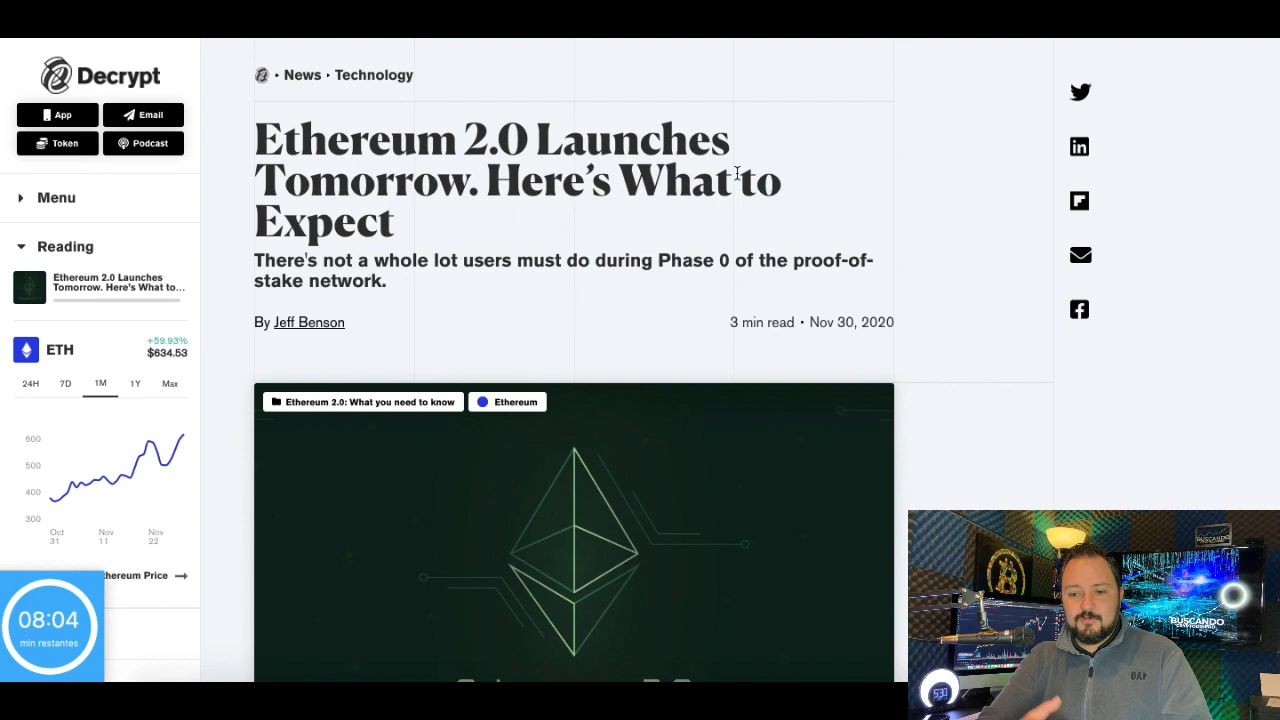 Decrypt
App
Email
Token
Podcast
Menu
Reading
Ethereum 2.0 Launches
Tomorrow. Here's What to...
ETH
+59.93%
$634.53
24H 7D 1M 1Y Max
600
500
400
300
Oct 31
Nov 11
Nov 22
hereum Price
08:04
min restantes
News • Technology
Ethereum 2.0 Launches
Tomorrow. Here's What to
Expect
There's not a whole lot users must do during Phase 0 of the proof-of-
stake network.
By Jeff Benson
3 min read • Nov 30, 2020
Ethereum 2.0: What you need to know
Ethereum
BUSCANDO
GAP
530